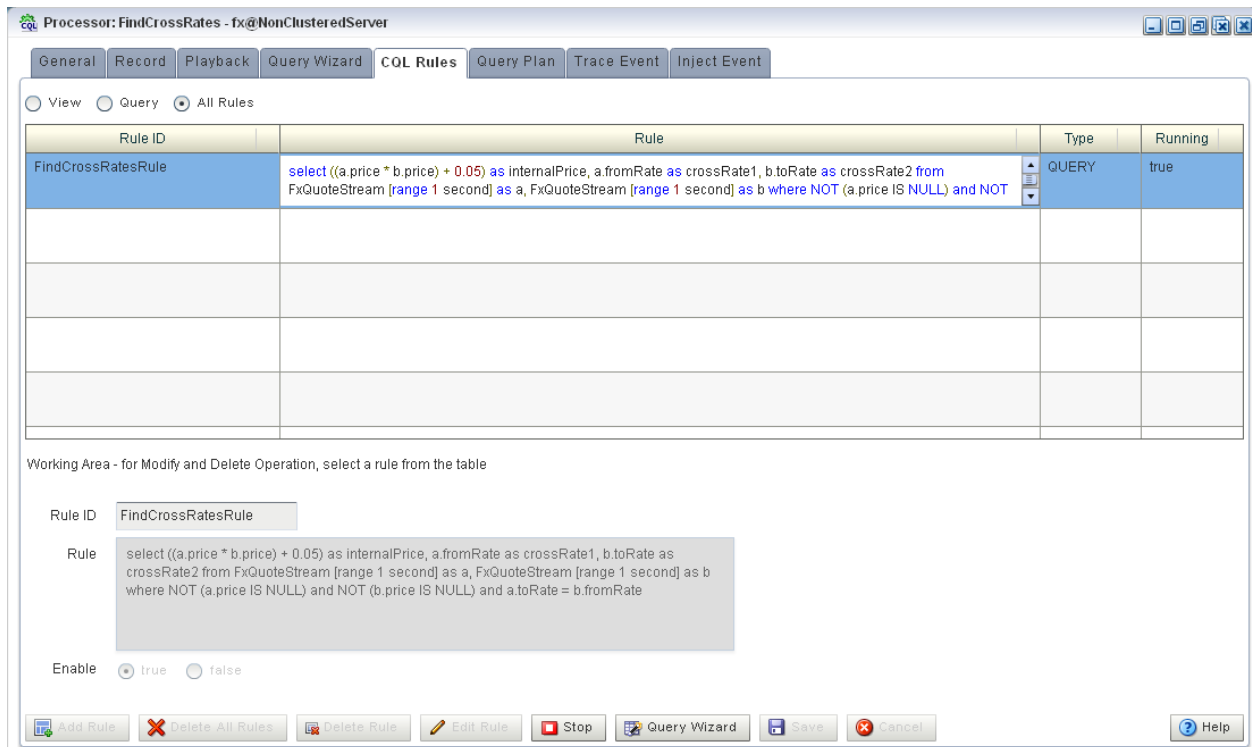 CQL Processor: FindCrossRates - fx@NonClusteredServer
General Record Playback Query Wizard CQL Rules Query Plan Trace Event Inject Event
View Query All Rules
Rule ID Rule Type Running
FindCrossRatesRule select ((a.price * b.price) + 0.05) as internalPrice, a.fromRate as crossRate1, b.toRate as crossRate2 from QUERY true
FxQuoteStream [range 1 second] as a, FxQuoteStream [range 1 second] as b where NOT (a.price IS NULL) and NOT
Working Area - for Modify and Delete Operation, select a rule from the table
Rule ID FindCrossRatesRule
Rule select ((a.price * b.price) + 0.05) as internalPrice, a.fromRate as crossRate1, b.toRate as
crossRate2 from FxQuoteStream [range 1 second] as a, FxQuoteStream [range 1 second] as b
where NOT (a.price IS NULL) and NOT (b.price IS NULL) and a.toRate = b.fromRate
Enable true false
Add Rule Delete All Rules Delete Rule Edit Rule Stop Query Wizard Save Cancel Help